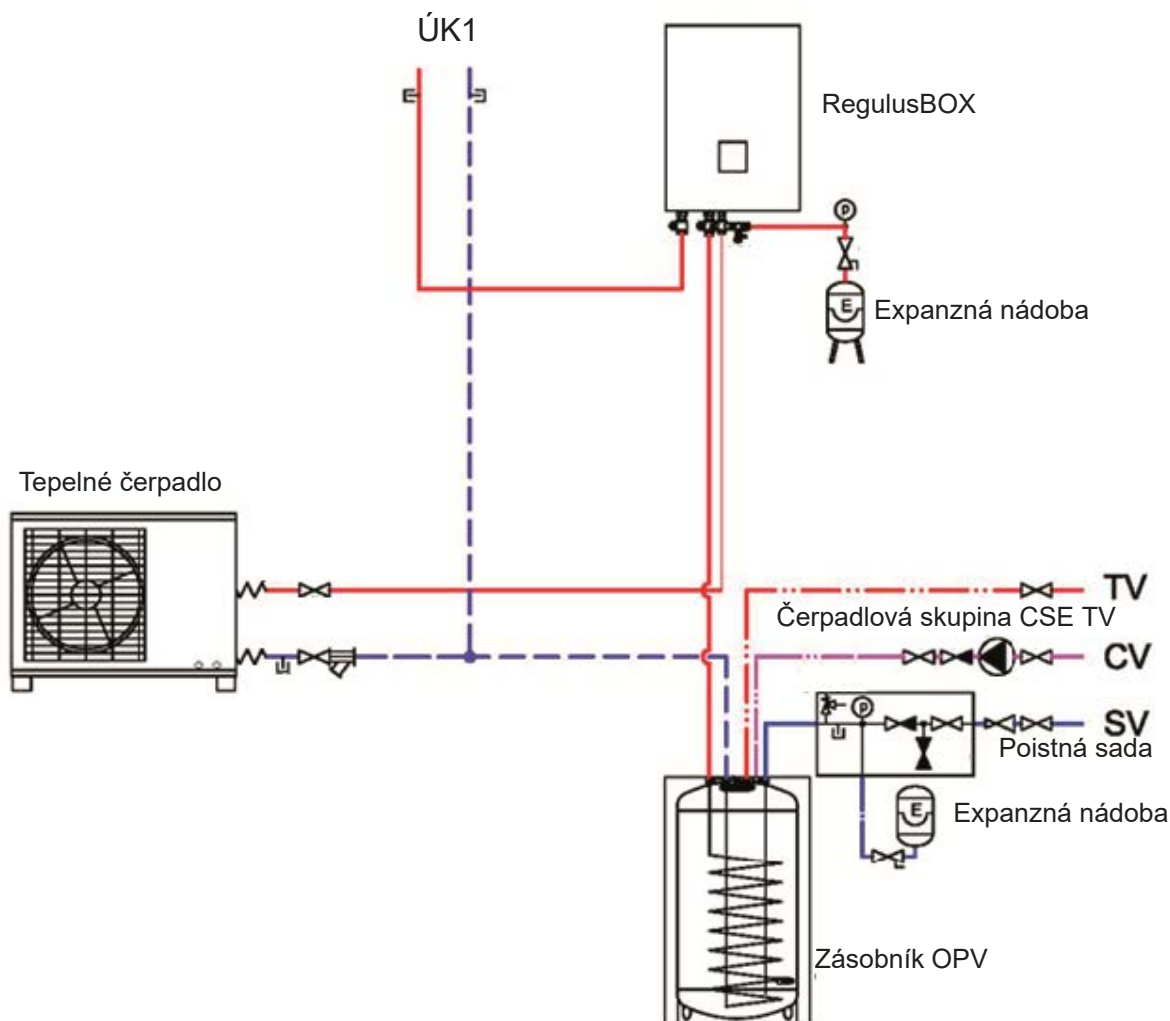 ÚK1
RegulusBOX
p
E
Expanzná nádoba
Tepelné čerpadlo
TV
Čerpadlová skupina CSE TV
CV
p
SV
Poistná sada
E
Expanzná nádoba
Zásobník OPV